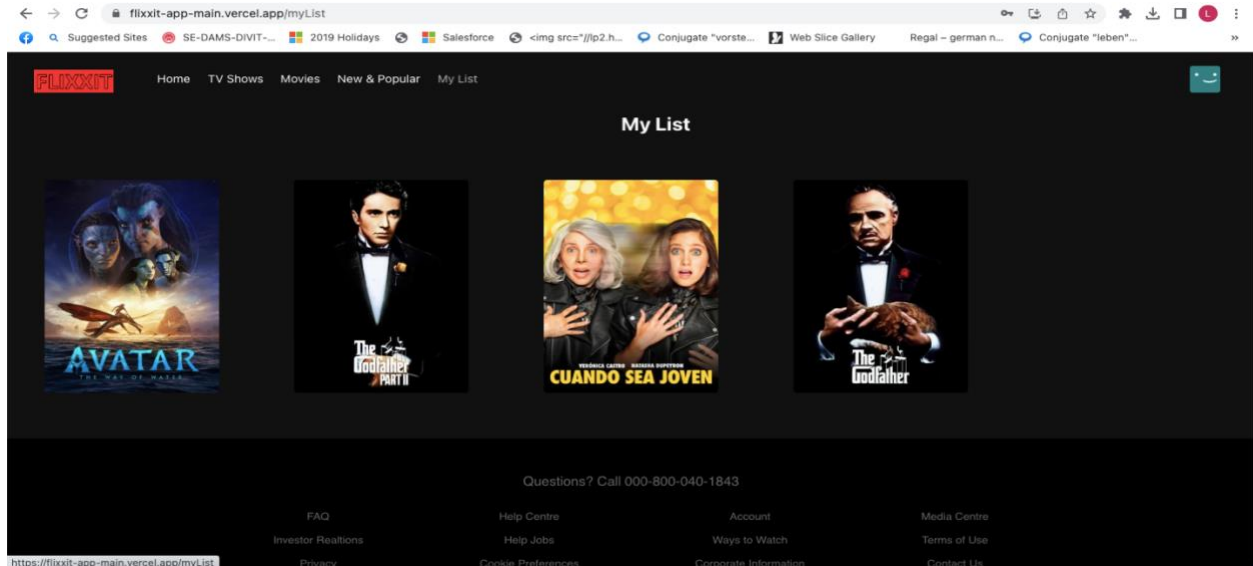 flixxit-app-main.vercel.app/myList
L
Suggested Sites SE-DAMS-DIVIT-... 2019 Holidays Salesforce <img src="//lp2.h... Conjugate "vorste... Web Slice Gallery Regal – german n... Conjugate "leben"... »
FLIXXIT Home TV Shows Movies New & Popular My List
My List
AVATAR
THE WAY OF WATER
The Godfather PART II
VERÓNICA CASTRO NATASHA DUPEYRÓN
CUANDO SEA JOVEN
The Godfather
Questions? Call 000-800-040-1843
FAQ Help Centre Account Media Centre
Investor Realtions Help Jobs Ways to Watch Terms of Use
Privacy Cookie Preferences Corporate Information Contact Us
https://flixxit-app-main.vercel.app/myList